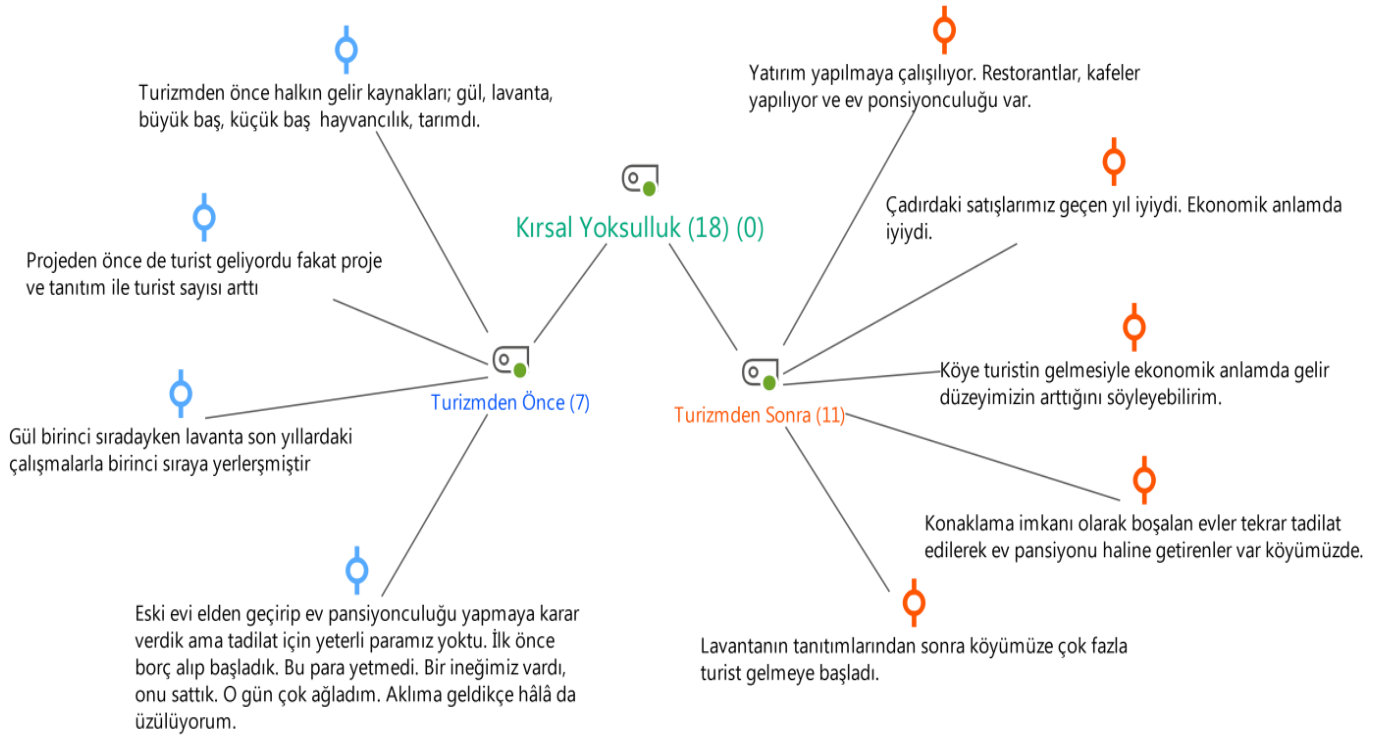 Turizmden önce halkın gelir kaynakları; gül, lavanta,
büyük baş, küçük baş  hayvancılık, tarımdı.
Yatırım yapılmaya çalışılıyor. Restorantlar, kafeler
yapılıyor ve ev ponsiyonculuğu var.
Kırsal Yoksulluk (18) (0)
Çadırdaki satışlarımız geçen yıl iyiydi. Ekonomik anlamda
iyiydi.
Projeden önce de turist geliyordu fakat proje
ve tanıtım ile turist sayısı arttı
Turizmden Önce (7)
Turizmden Sonra (11)
Köye turistin gelmesiyle ekonomik anlamda gelir
düzeyimizin arttığını söyleyebilirim.
Gül birinci sıradayken lavanta son yıllardaki
çalışmalarla birinci sıraya yerlerşmiştir
Konaklama imkanı olarak boşalan evler tekrar tadilat
edilerek ev pansiyonu haline getirenler var köyümüzde.
Eski evi elden geçirip ev pansiyonculuğu yapmaya karar
verdik ama tadilat için yeterli paramız yoktu. İlk önce
borç alıp başladık. Bu para yetmedi. Bir ineğimiz vardı,
onu sattık. O gün çok ağladım. Aklıma geldikçe hâlâ da
üzülüyorum.
Lavantanın tanıtımlarından sonra köyümüze çok fazla
turist gelmeye başladı.